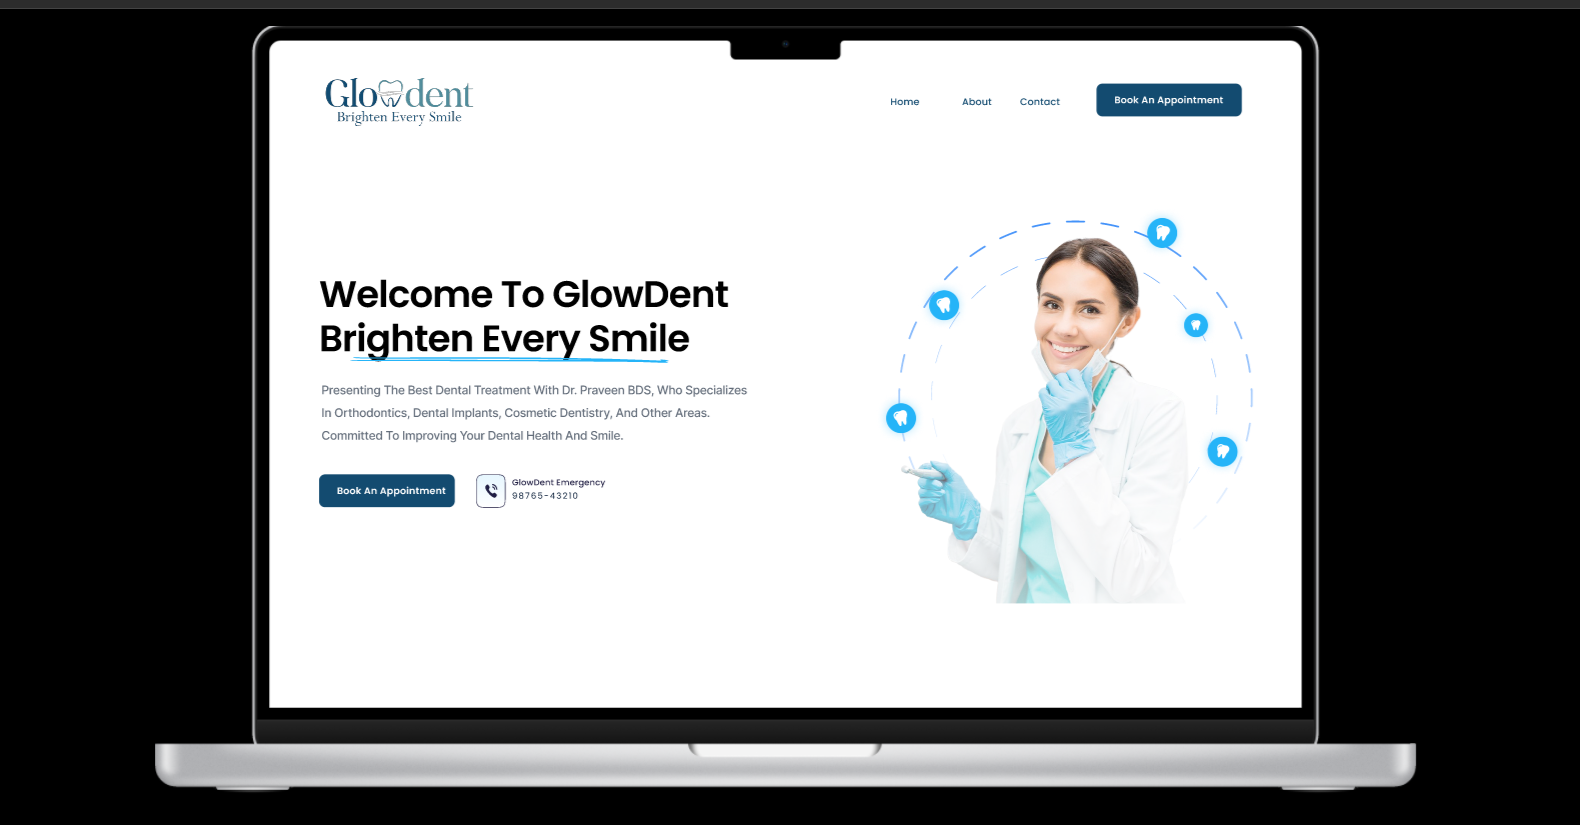 Glowdent
Brighten Every Smile
Home About Contact Book An Appointment
Welcome To GlowDent
Brighten Every Smile
Presenting The Best Dental Treatment With Dr. Praveen BDS, Who Specializes
In Orthodontics, Dental Implants, Cosmetic Dentistry, And Other Areas.
Committed To Improving Your Dental Health And Smile.
Book An Appointment
GlowDent Emergency
98765-43210